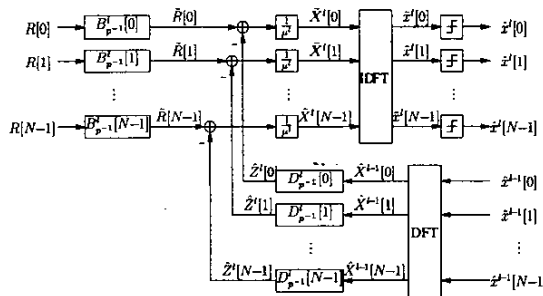 R[0] B^l_{p-1}[0] R̃[0] 1/μ^l X̃^l[0] x̃^l[0] x̂^l[0]
R[1] B^l_{p-1}[1] R̃[1] 1/μ^l X̃^l[1] x̃^l[1] x̂^l[1]
IDFT
R[N-1] B^l_{p-1}[N-1] R̃[N-1] 1/μ^l X̃^l[N-1] x̃^l[N-1] x̂^l[N-1]
Ẑ^l[0] D^l_{p-1}[0] X̂^{l-1}[0] x̂^{l-1}[0]
Ẑ^l[1] D^l_{p-1}[1] X̂^{l-1}[1] x̂^{l-1}[1]
DFT
Ẑ^l[N-1] D^l_{p-1}[N-1] X̂^{l-1}[N-1] x̂^{l-1}[N-1